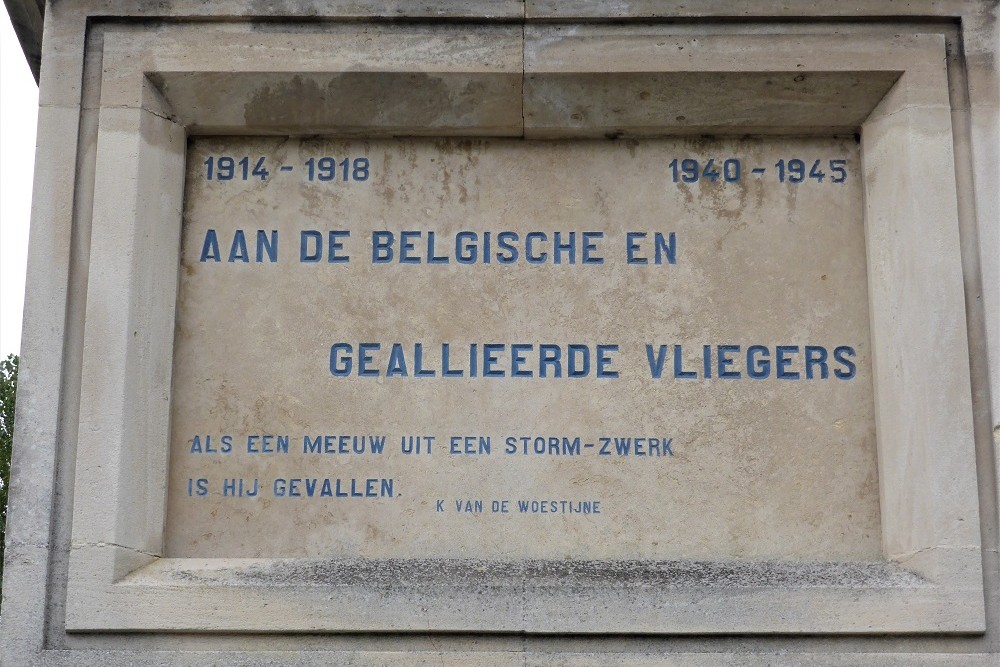 1914 - 1918 1940 - 1945
AAN DE BELGISCHE EN
GEALLIEERDE VLIEGERS
ALS EEN MEEUW UIT EEN STORM-ZWERK
IS HIJ GEVALLEN.
K VAN DE WOESTIJNE